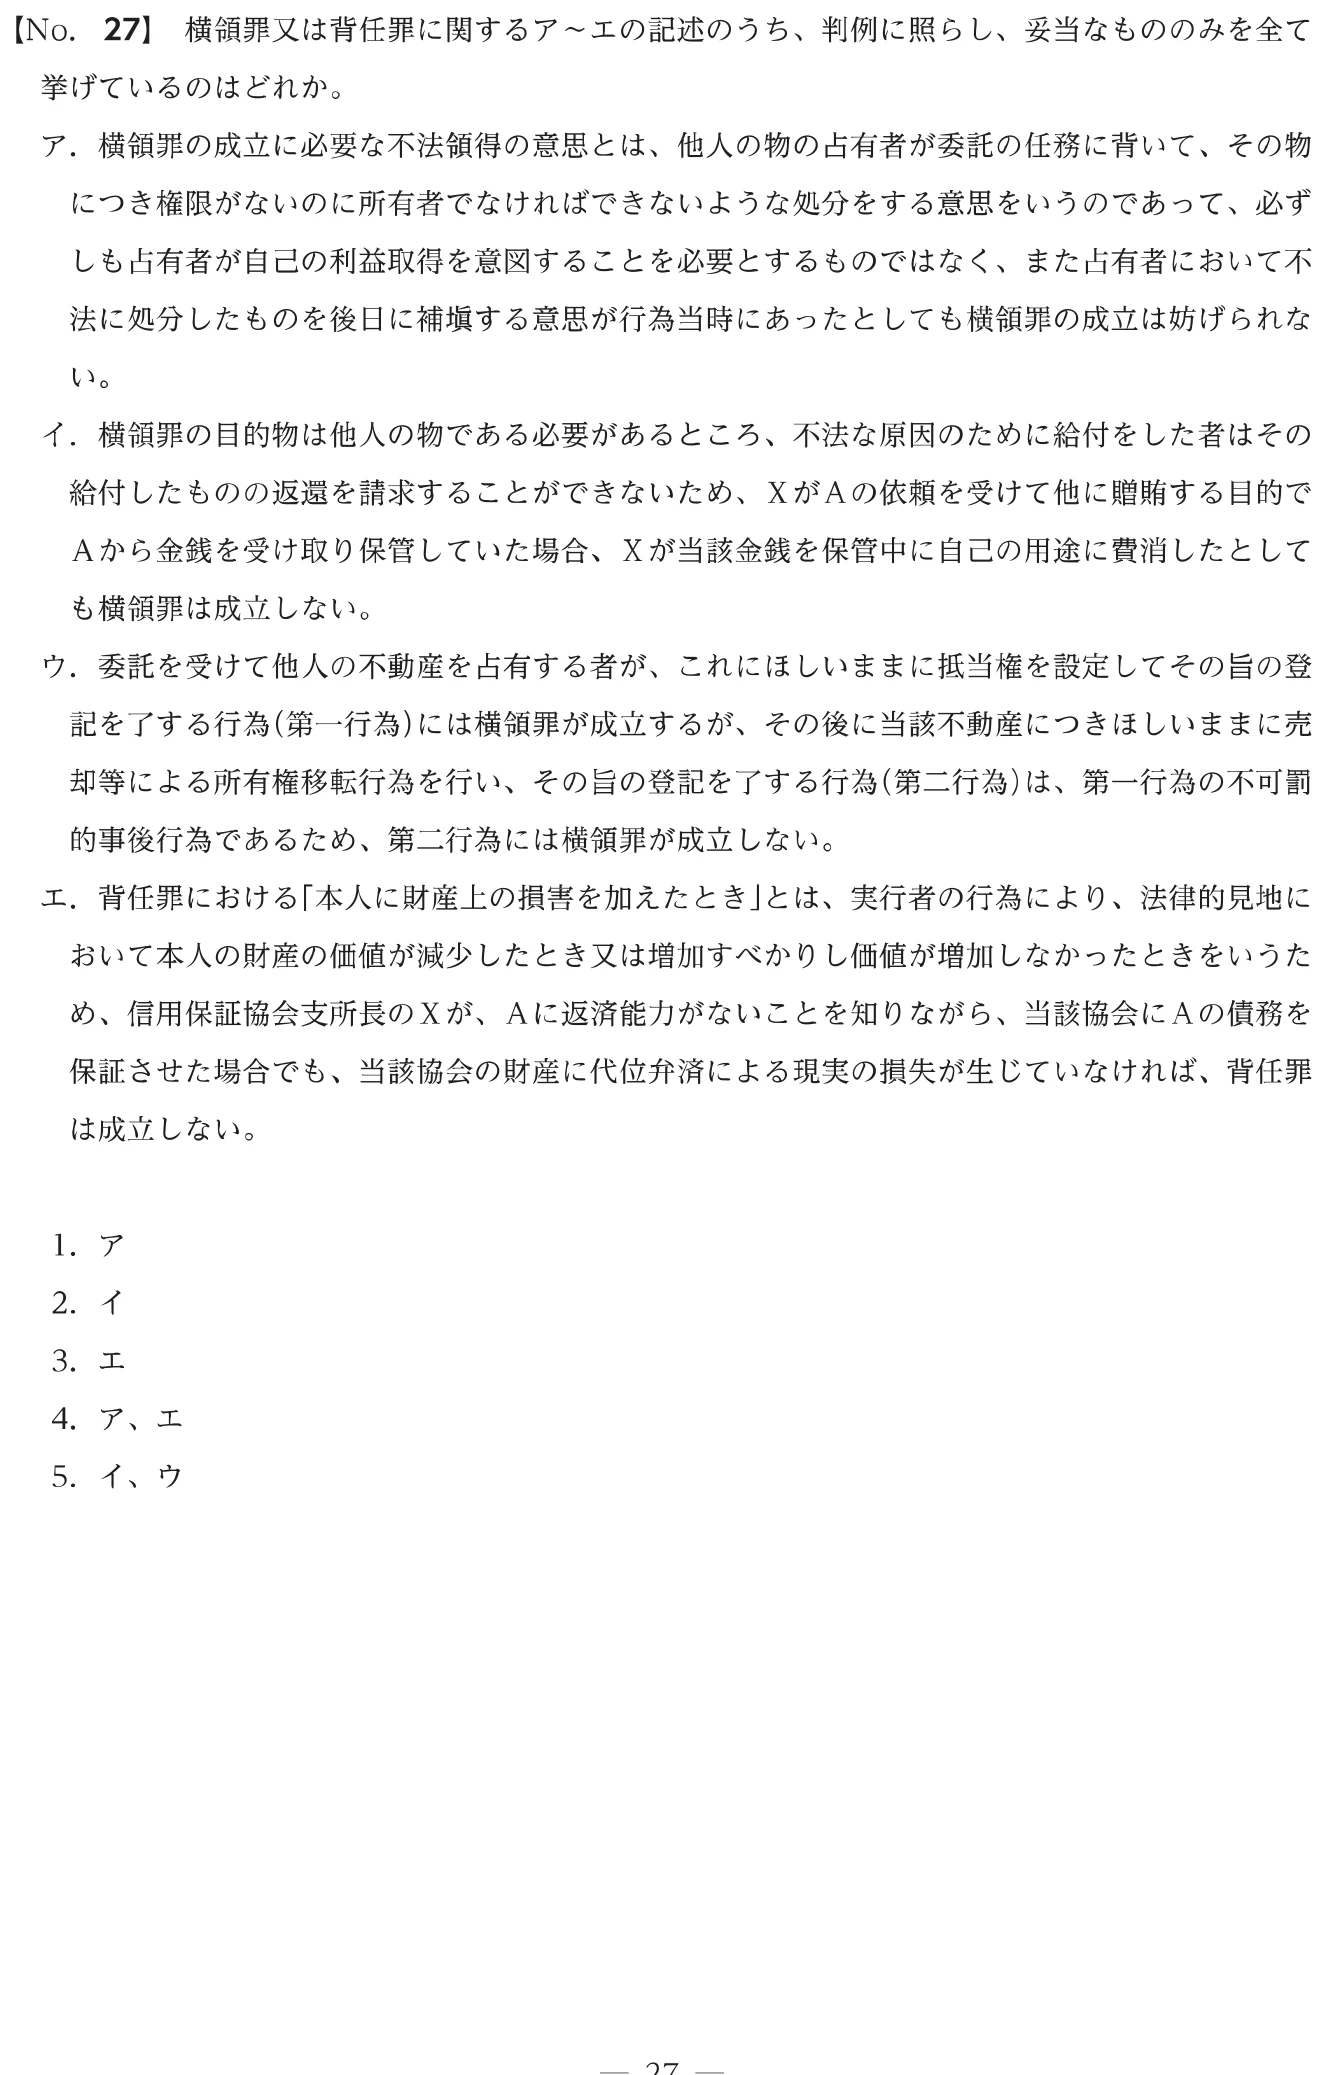 【No. 27】 横領罪又は背任罪に関するア～エの記述のうち、判例に照らし、妥当なもののみを全て
挙げているのはどれか。
ア．横領罪の成立に必要な不法領得の意思とは、他人の物の占有者が委託の任務に背いて、その物
につき権限がないのに所有者でなければできないような処分をする意思をいうのであって、必ず
しも占有者が自己の利益取得を意図することを必要とするものではなく、また占有者において不
法に処分したものを後日に補塡する意思が行為当時にあったとしても横領罪の成立は妨げられな
い。
イ．横領罪の目的物は他人の物である必要があるところ、不法な原因のために給付をした者はその
給付したものの返還を請求することができないため、ＸがＡの依頼を受けて他に贈賄する目的で
Ａから金銭を受け取り保管していた場合、Ｘが当該金銭を保管中に自己の用途に費消したとして
も横領罪は成立しない。
ウ．委託を受けて他人の不動産を占有する者が、これにほしいままに抵当権を設定してその旨の登
記を了する行為(第一行為)には横領罪が成立するが、その後に当該不動産につきほしいままに売
却等による所有権移転行為を行い、その旨の登記を了する行為(第二行為)は、第一行為の不可罰
的事後行為であるため、第二行為には横領罪が成立しない。
エ．背任罪における｢本人に財産上の損害を加えたとき｣とは、実行者の行為により、法律的見地に
おいて本人の財産の価値が減少したとき又は増加すべかりし価値が増加しなかったときをいうた
め、信用保証協会支所長のＸが、Ａに返済能力がないことを知りながら、当該協会にＡの債務を
保証させた場合でも、当該協会の財産に代位弁済による現実の損失が生じていなければ、背任罪
は成立しない。
1．ア
2．イ
3．エ
4．ア、エ
5．イ、ウ
— 27 —